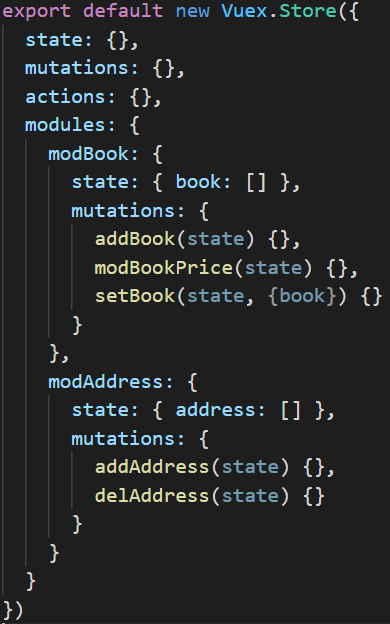 export default new Vuex.Store({
  state: {},
  mutations: {},
  actions: {},
  modules: {
    modBook: {
      state: { book: [] },
      mutations: {
        addBook(state) {},
        modBookPrice(state) {},
        setBook(state, {book}) {}
      }
    },
    modAddress: {
      state: { address: [] },
      mutations: {
        addAddress(state) {},
        delAddress(state) {}
      }
    }
  }
})